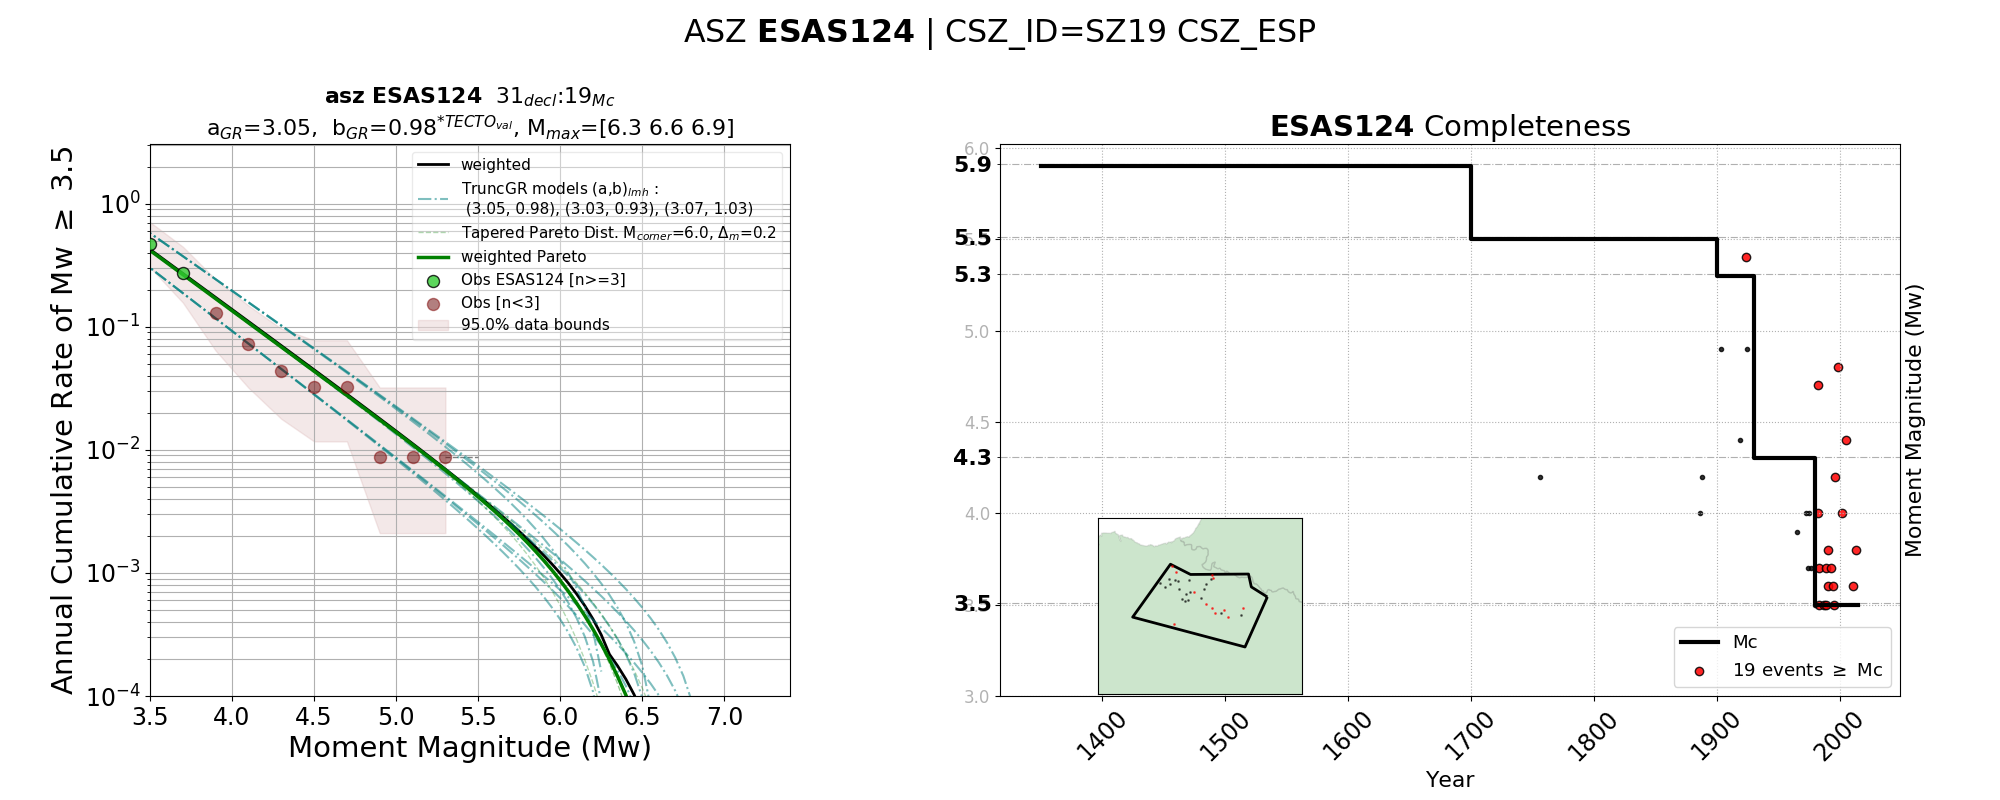 ASZ ESAS124 | CSZ_ID=SZ19 CSZ_ESP
asz ESAS124 31decl:19Mc
aGR=3.05, bGR=0.98*TECTOval, Mmax=[6.3 6.6 6.9]
Annual Cumulative Rate of Mw ≥ 3.5
10^0
10^−1
10^−2
10^−3
10^−4
weighted
TruncGR models (a,b)lmh :
(3.05, 0.98), (3.03, 0.93), (3.07, 1.03)
Tapered Pareto Dist. Mcorner=6.0, Δm=0.2
weighted Pareto
Obs ESAS124 [n>=3]
Obs [n<3]
95.0% data bounds
3.5 4.0 4.5 5.0 5.5 6.0 6.5 7.0
Moment Magnitude (Mw)
ESAS124 Completeness
6.0
5.9
5.5
5.3
5.0
4.5
4.3
4.0
3.5
3.0
Moment Magnitude (Mw)
Mc
19 events ≥ Mc
1400 1500 1600 1700 1800 1900 2000
Year